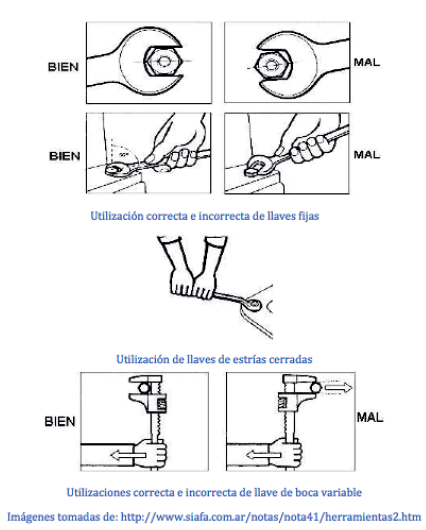 BIEN
MAL
90°
BIEN
MAL
Utilización correcta e incorrecta de llaves fijas
Utilización de llaves de estrías cerradas
BIEN
MAL
Utilizaciones correcta e incorrecta de llave de boca variable
Imágenes tomadas de: http://www.siafa.com.ar/notas/nota41/herramientas2.htm